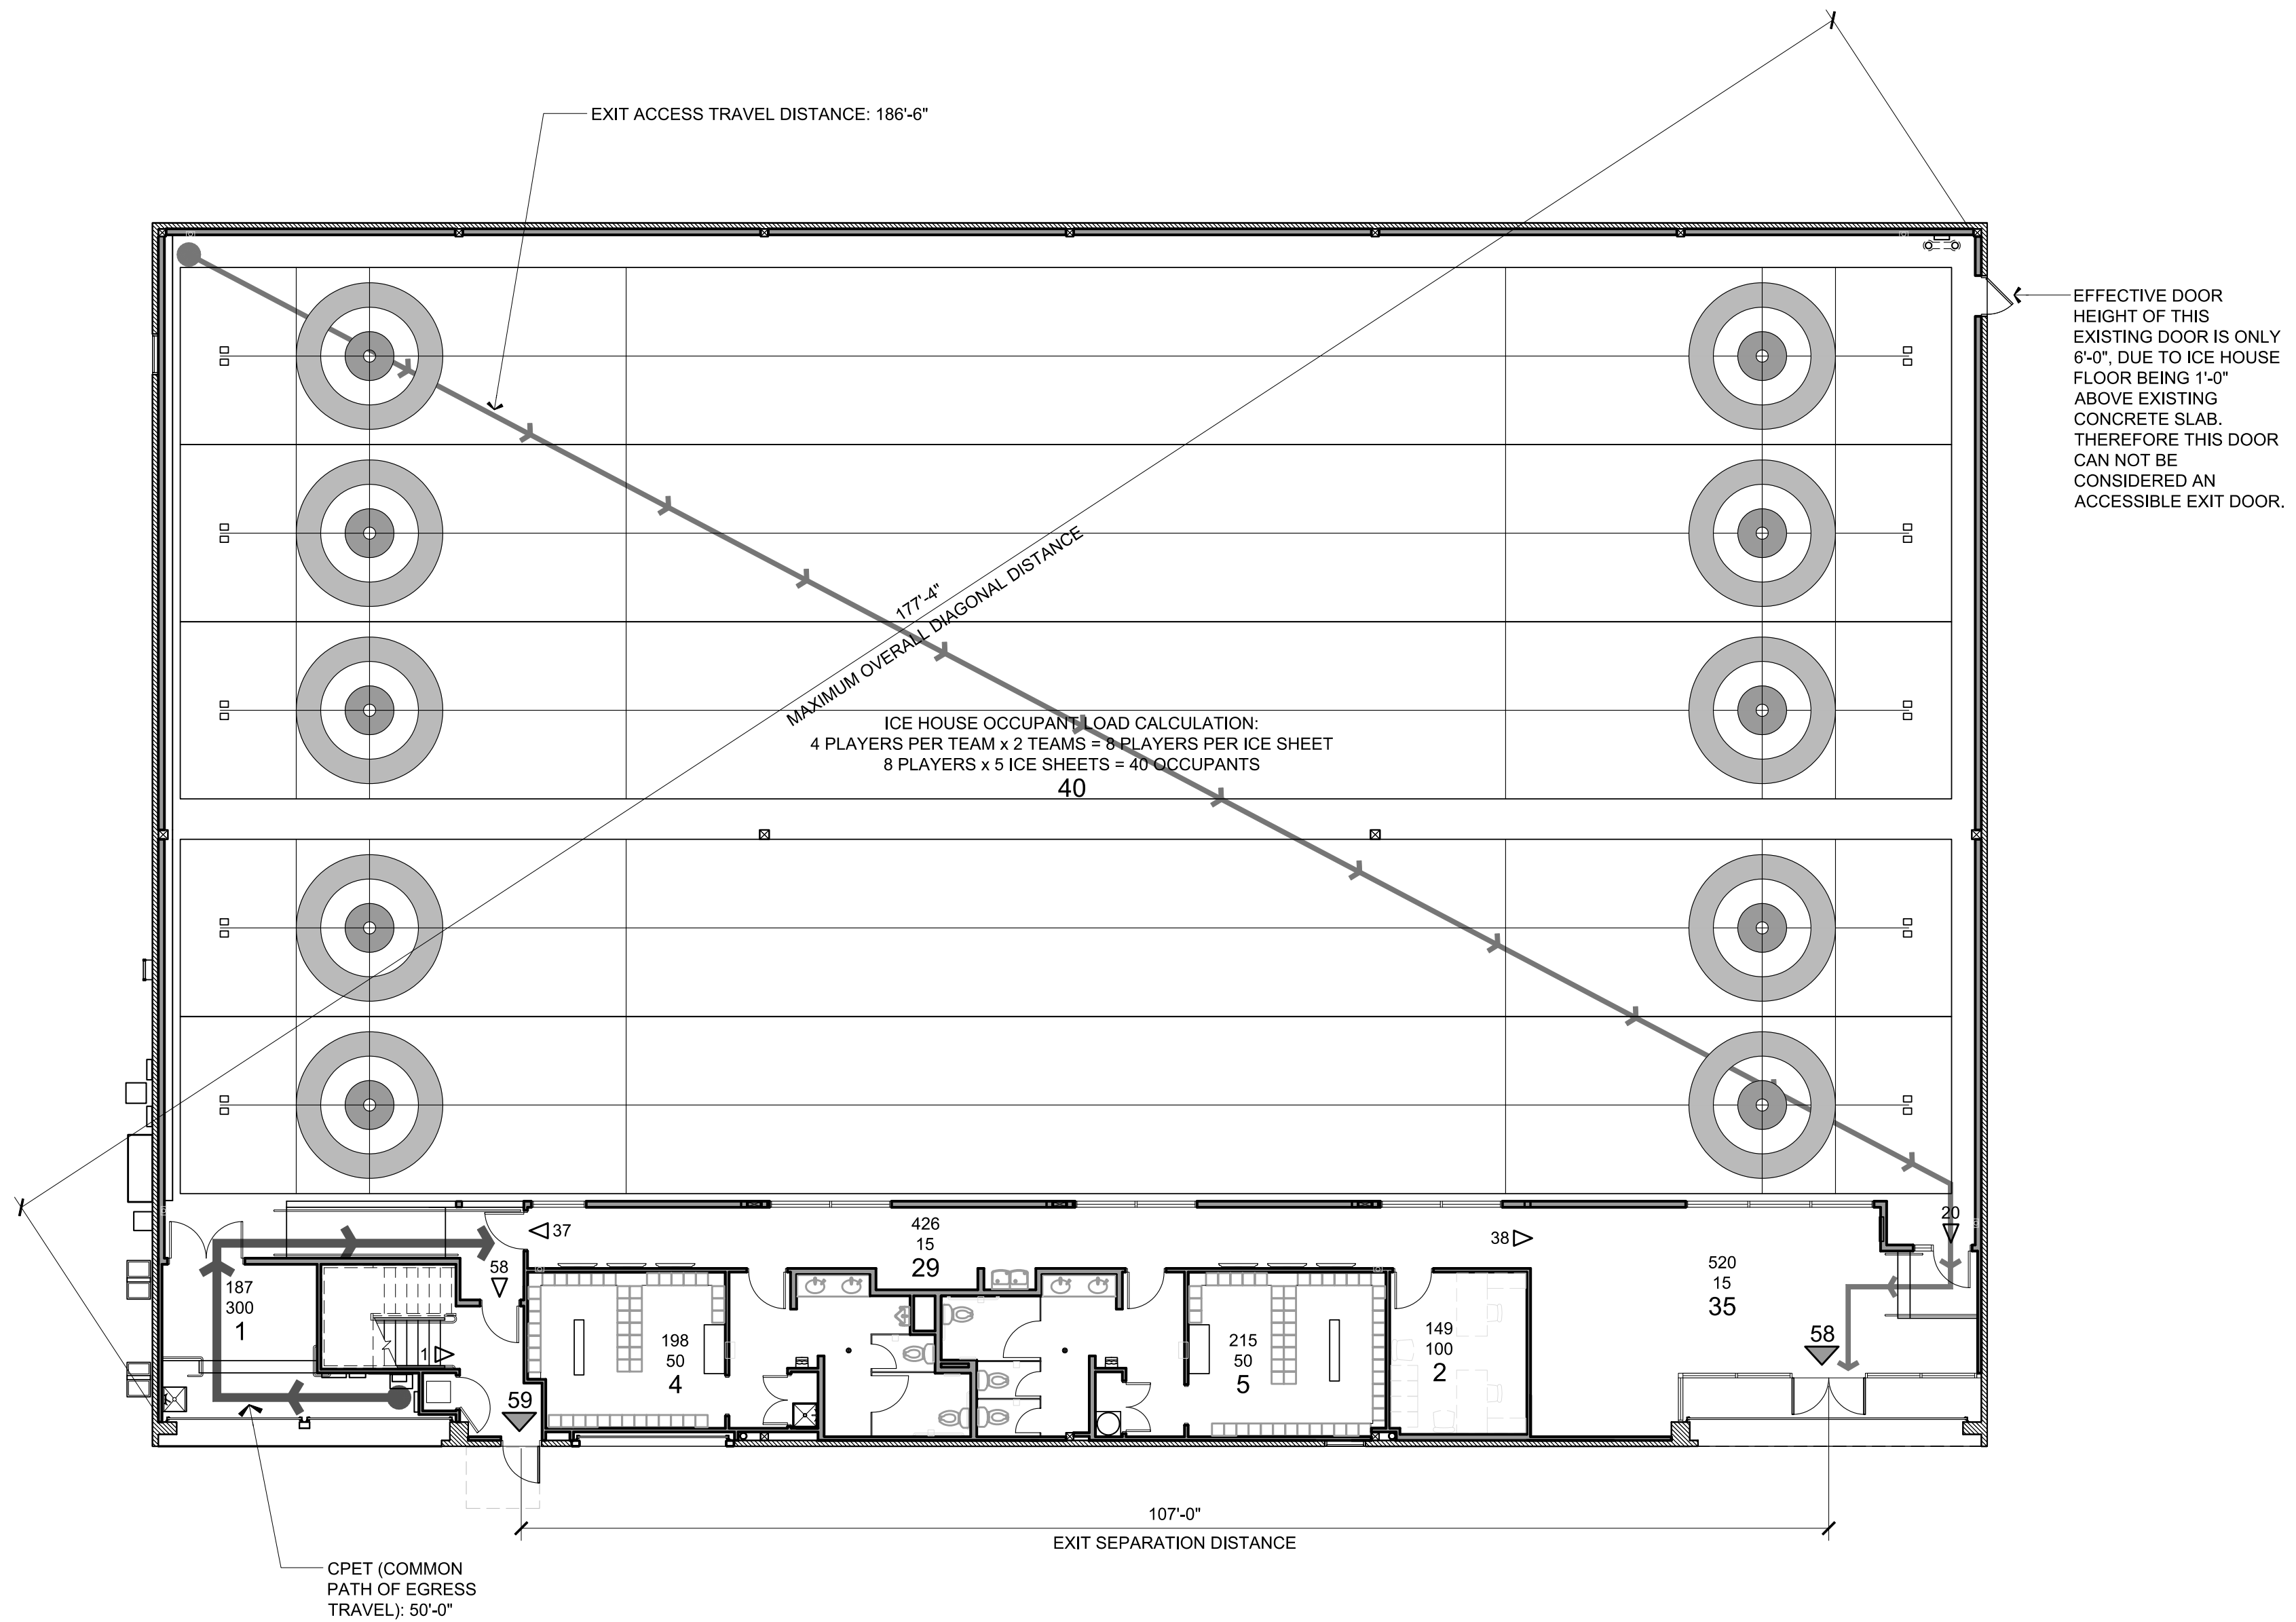 EXIT ACCESS TRAVEL DISTANCE: 186'-6"
EFFECTIVE DOOR
HEIGHT OF THIS
EXISTING DOOR IS ONLY
6'-0", DUE TO ICE HOUSE
FLOOR BEING 1'-0"
ABOVE EXISTING
CONCRETE SLAB.
THEREFORE THIS DOOR
CAN NOT BE
CONSIDERED AN
ACCESSIBLE EXIT DOOR.
177'-4"
MAXIMUM OVERALL DIAGONAL DISTANCE
ICE HOUSE OCCUPANT LOAD CALCULATION:
4 PLAYERS PER TEAM x 2 TEAMS = 8 PLAYERS PER ICE SHEET
8 PLAYERS x 5 ICE SHEETS = 40 OCCUPANTS
40
20
37
426
15
29
38
58
187
300
1
520
15
35
1
198
50
4
215
50
5
149
100
2
58
59
107'-0"
EXIT SEPARATION DISTANCE
CPET (COMMON
PATH OF EGRESS
TRAVEL): 50'-0"